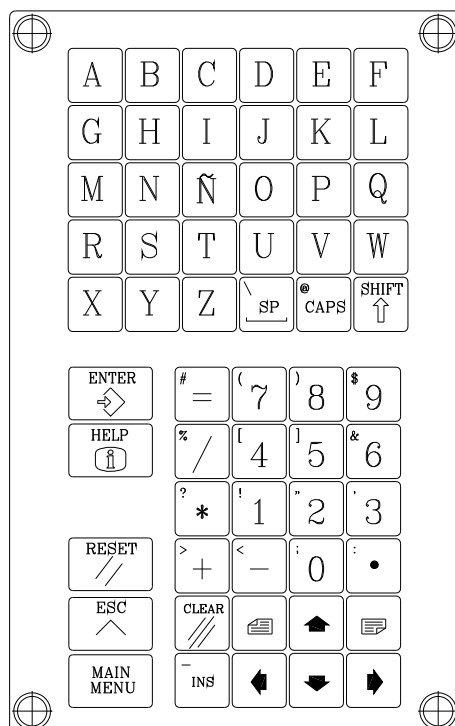 A B C D E F
G H I J K L
M N Ñ O P Q
R S T U V W
X Y Z \ SP @ CAPS SHIFT
ENTER # = ( 7 ) 8 $ 9
HELP % / [ 4 ] 5 & 6
? * ! 1 " 2 ' 3
RESET > + < - ; 0 : •
ESC CLEAR
MAIN MENU _ INS